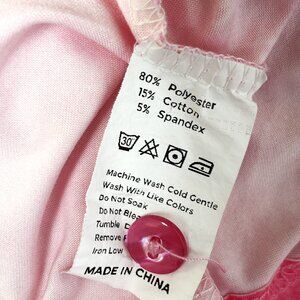 80% Polyester
15% Cotton
5% Spandex
30
Machine Wash Cold Gentle
Wash With Like Colors
Do Not Soak
Do Not
Tumble
Remove
Iron Low
MADE IN CHINA